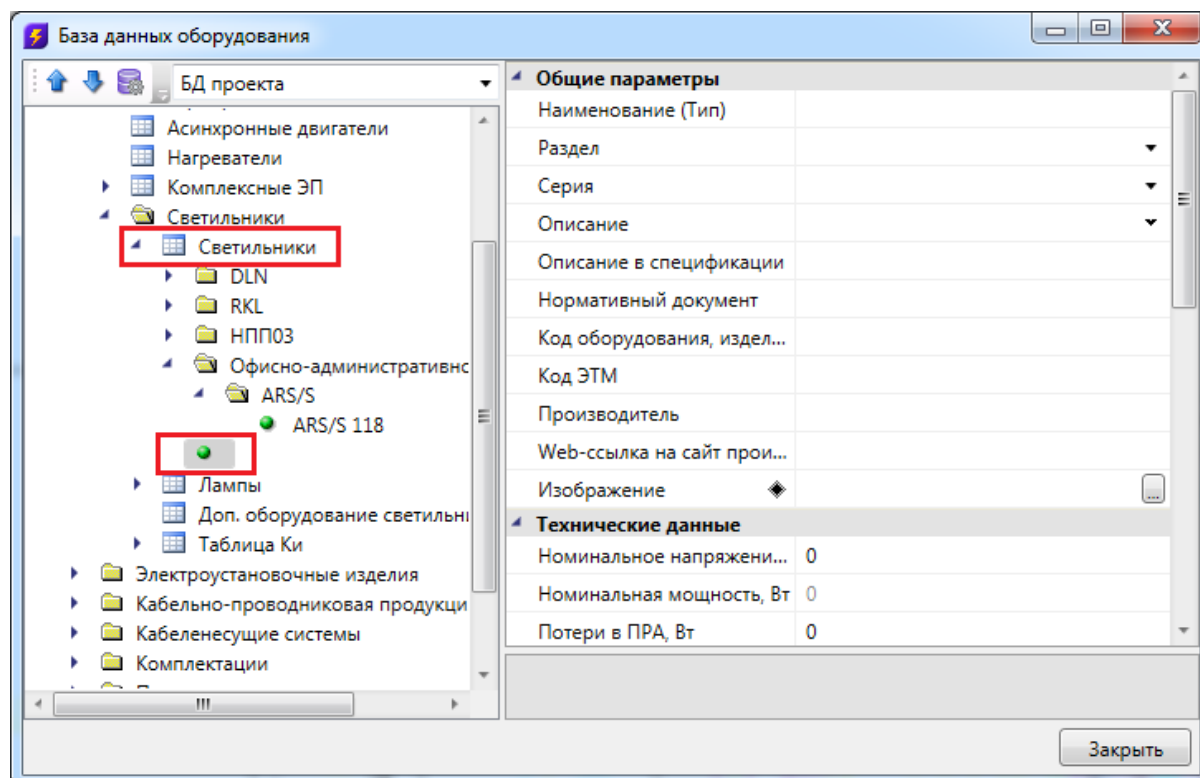 База данных оборудования
БД проекта
Асинхронные двигатели
Нагреватели
Комплексные ЭП
Светильники
Светильники
DLN
RKL
НПП03
Офисно-административнс
ARS/S
ARS/S 118
Лампы
Доп. оборудование светильн
Таблица Ки
Электроустановочные изделия
Кабельно-проводниковая продукци
Кабеленесущие системы
Комплектации
Общие параметры
Наименование (Тип)
Раздел
Серия
Описание
Описание в спецификации
Нормативный документ
Код оборудования, издел...
Код ЭТМ
Производитель
Web-ссылка на сайт прои...
Изображение ...
Технические данные
Номинальное напряжени... 0
Номинальная мощность, Вт 0
Потери в ПРА, Вт 0
Закрыть